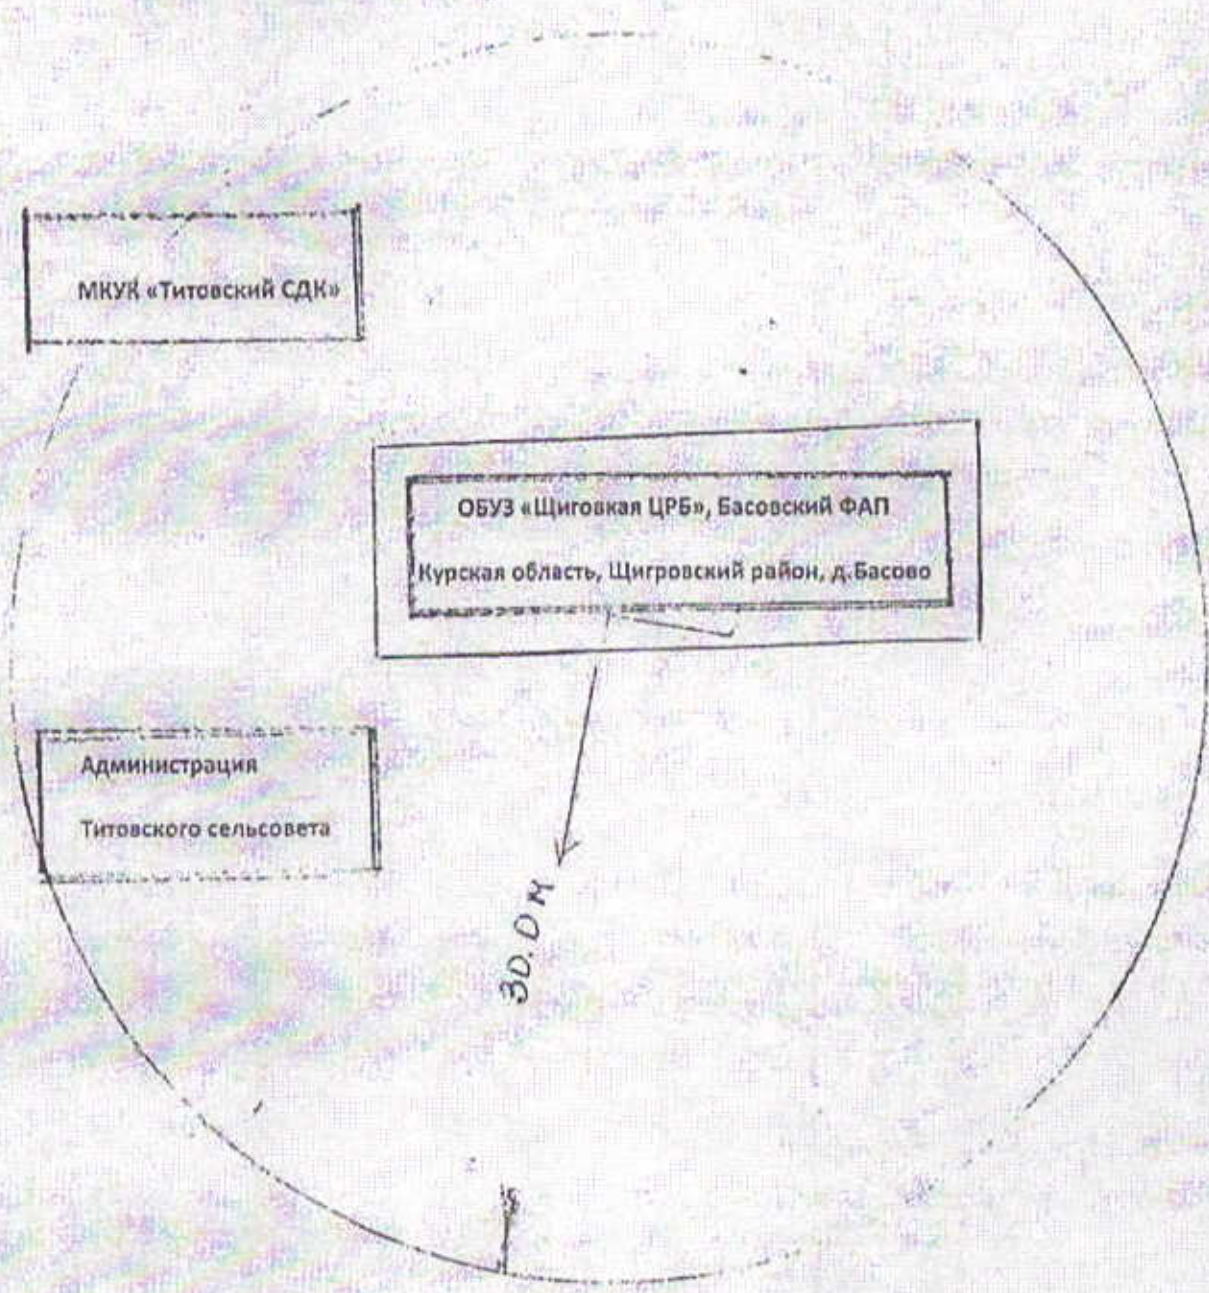 МКУК «Титовский СДК»
ОБУЗ «Щиговкая ЦРБ», Басовский ФАП
Курская область, Щигровский район, д.Басово
Администрация
Титовского сельсовета
30.0 м